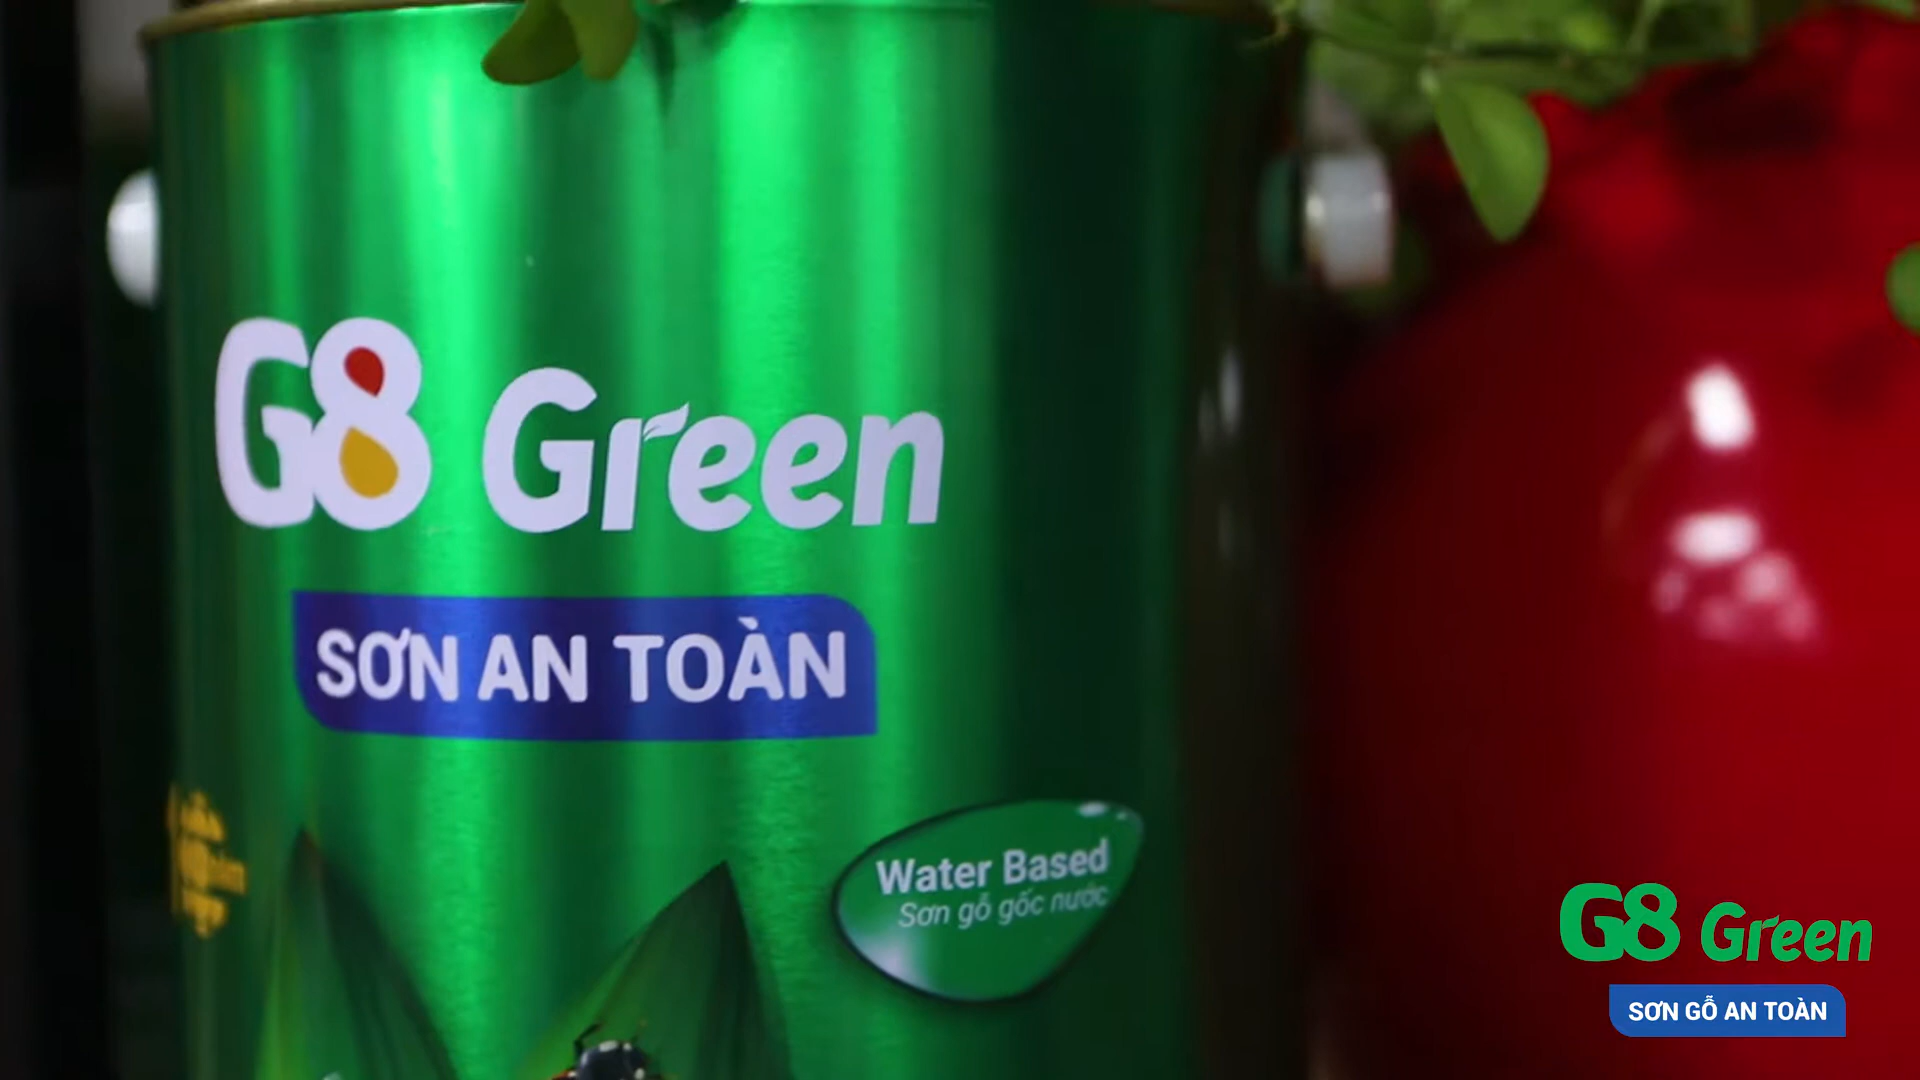 G8 Green
SƠN AN TOÀN
Water Based
Sơn gỗ gốc nước
G8 Green
SƠN GỖ AN TOÀN